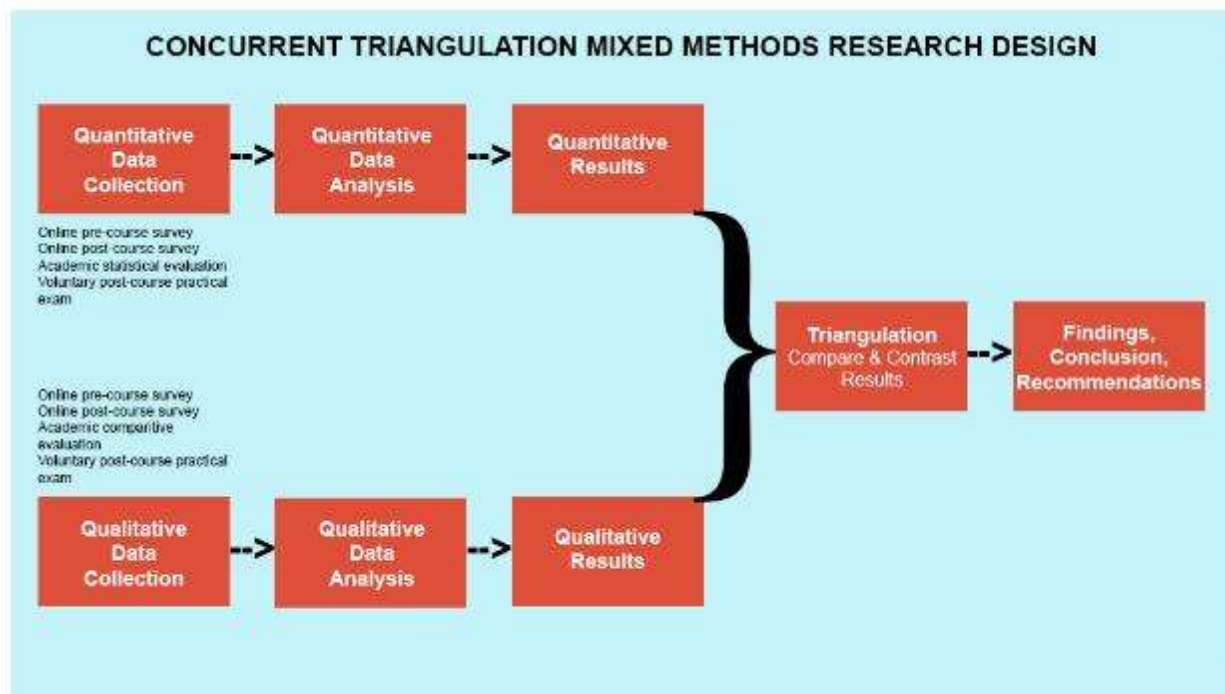 CONCURRENT TRIANGULATION MIXED METHODS RESEARCH DESIGN
Quantitative
Data
Collection
-->
Quantitative
Data
Analysis
-->
Quantitative
Results
Online pre-course survey
Online post-course survey
Academic statistical evaluation
Voluntary post-course practical
exam
}
Triangulation
Compare & Contrast
Results
-->
Findings,
Conclusion,
Recommendations
Online pre-course survey
Online post-course survey
Academic comparitive
evaluation
Voluntary post-course practical
exam
Qualitative
Data
Collection
-->
Qualitative
Data
Analysis
-->
Qualitative
Results